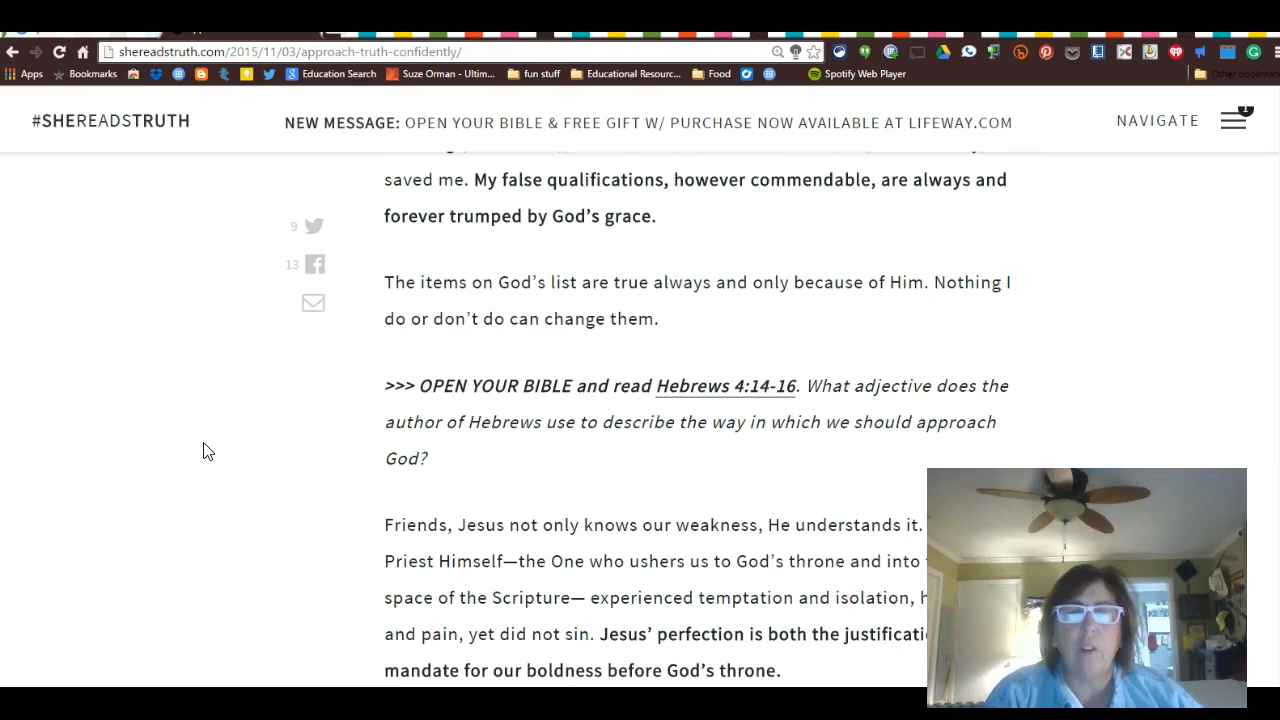 shereadstruth.com/2015/11/03/approach-truth-confidently/
Apps Bookmarks Education Search Suze Orman - Ultim... fun stuff Educational Resourc... Food Spotify Web Player Other bookmar
#SHEREADSTRUTH
NEW MESSAGE: OPEN YOUR BIBLE & FREE GIFT W/ PURCHASE NOW AVAILABLE AT LIFEWAY.COM
NAVIGATE
1
saved me. My false qualifications, however commendable, are always and
forever trumped by God's grace.
9
13
The items on God's list are true always and only because of Him. Nothing I
do or don't do can change them.
>>> OPEN YOUR BIBLE and read Hebrews 4:14-16. What adjective does the
author of Hebrews use to describe the way in which we should approach
God?
Friends, Jesus not only knows our weakness, He understands it.
Priest Himself—the One who ushers us to God's throne and into
space of the Scripture— experienced temptation and isolation,
and pain, yet did not sin. Jesus' perfection is both the
mandate for our boldness before God's throne.